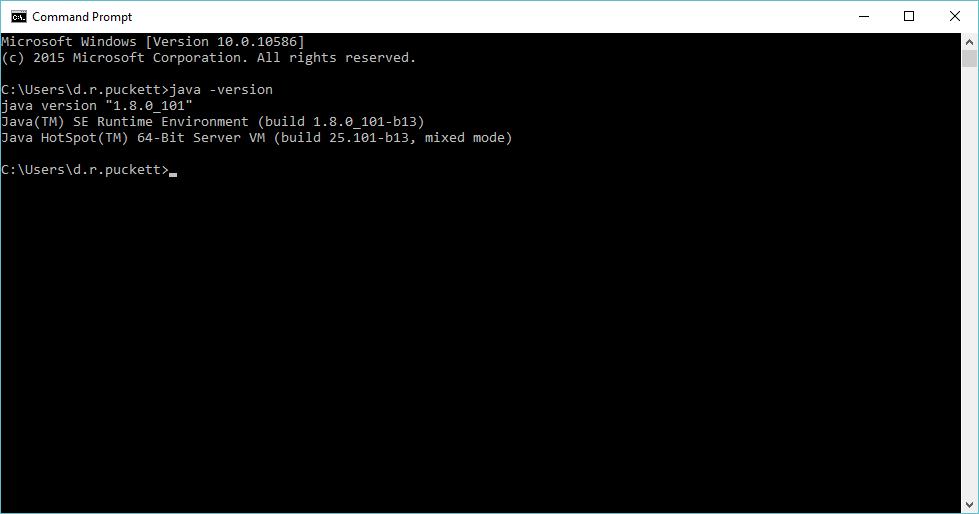 Command Prompt
Microsoft Windows [Version 10.0.10586]
(c) 2015 Microsoft Corporation. All rights reserved.
C:\Users\d.r.puckett>java -version
java version "1.8.0_101"
Java(TM) SE Runtime Environment (build 1.8.0_101-b13)
Java HotSpot(TM) 64-Bit Server VM (build 25.101-b13, mixed mode)
C:\Users\d.r.puckett>